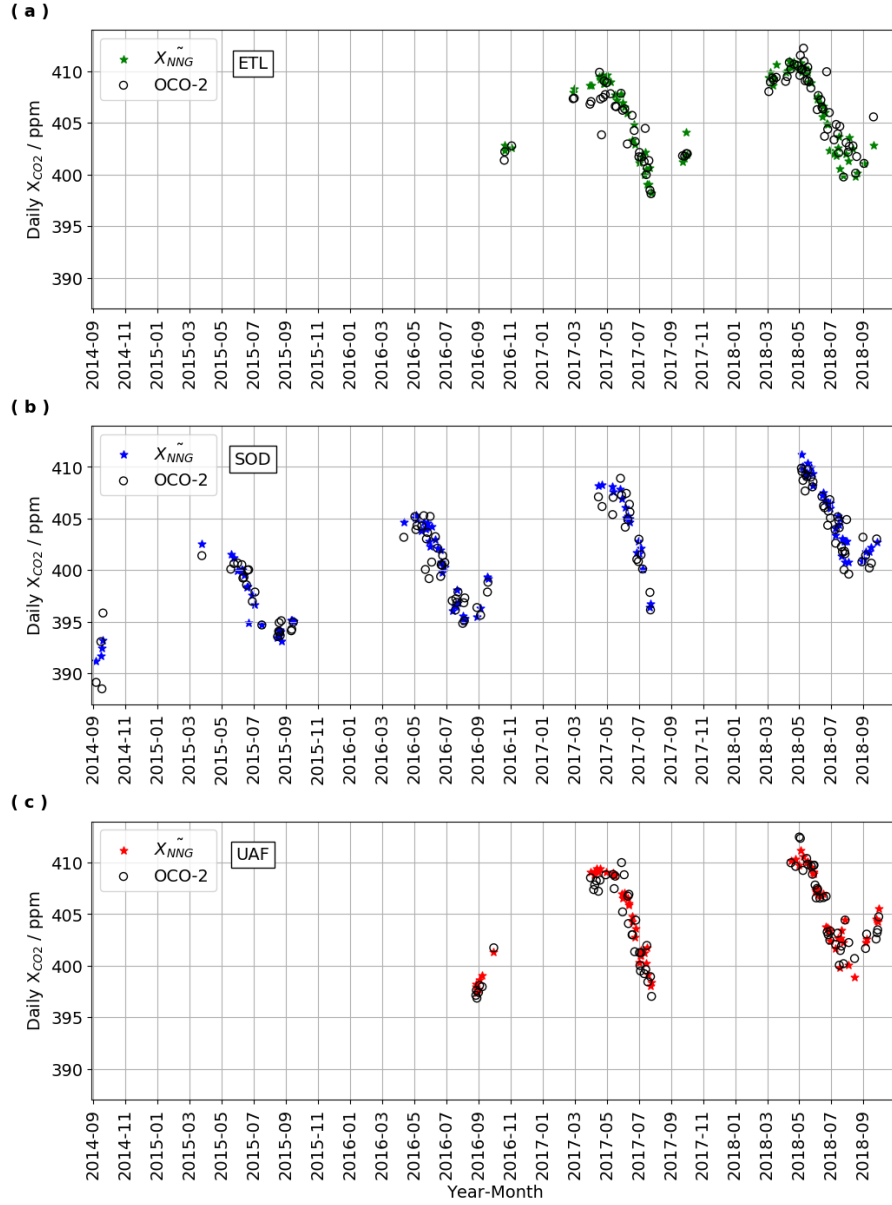 ( a )
X̃_NNG
OCO-2
ETL
Daily X_CO2 / ppm
410
405
400
395
390
2014-09 2014-11 2015-01 2015-03 2015-05 2015-07 2015-09 2015-11 2016-01 2016-03 2016-05 2016-07 2016-09 2016-11 2017-01 2017-03 2017-05 2017-07 2017-09 2017-11 2018-01 2018-03 2018-05 2018-07 2018-09
( b )
X̃_NNG
OCO-2
SOD
Daily X_CO2 / ppm
410
405
400
395
390
2014-09 2014-11 2015-01 2015-03 2015-05 2015-07 2015-09 2015-11 2016-01 2016-03 2016-05 2016-07 2016-09 2016-11 2017-01 2017-03 2017-05 2017-07 2017-09 2017-11 2018-01 2018-03 2018-05 2018-07 2018-09
( c )
X̃_NNG
OCO-2
UAF
Daily X_CO2 / ppm
410
405
400
395
390
2014-09 2014-11 2015-01 2015-03 2015-05 2015-07 2015-09 2015-11 2016-01 2016-03 2016-05 2016-07 2016-09 2016-11 2017-01 2017-03 2017-05 2017-07 2017-09 2017-11 2018-01 2018-03 2018-05 2018-07 2018-09
Year-Month